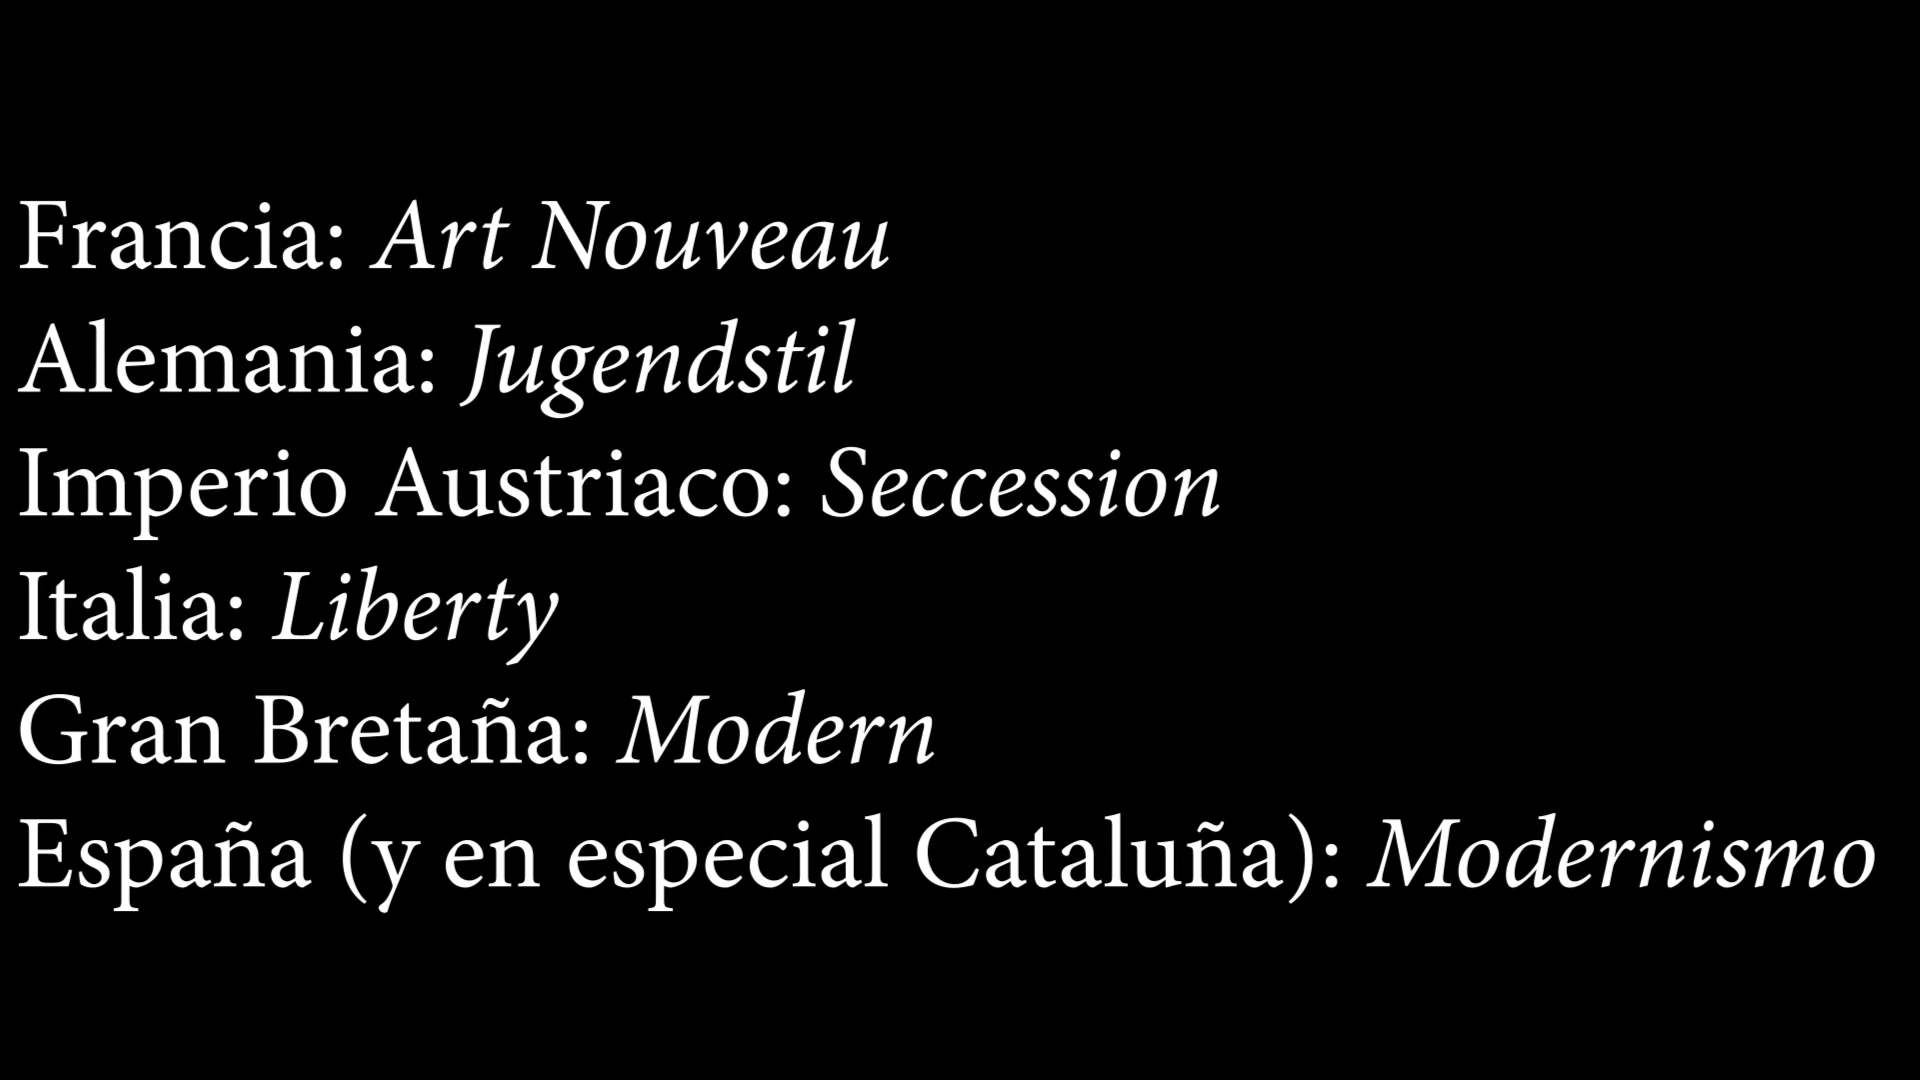 Francia: Art Nouveau
Alemania: Jugendstil
Imperio Austriaco: Seccession
Italia: Liberty
Gran Bretaña: Modern
España (y en especial Cataluña): Modernismo